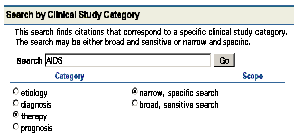 Search by Clinical Study Category
This search finds citations that correspond to a specific clinical study category.
The search may be either broad and sensitive or narrow and specific.
Search AIDS Go
Category Scope
etiology narrow, specific search
diagnosis broad, sensitive search
therapy
prognosis